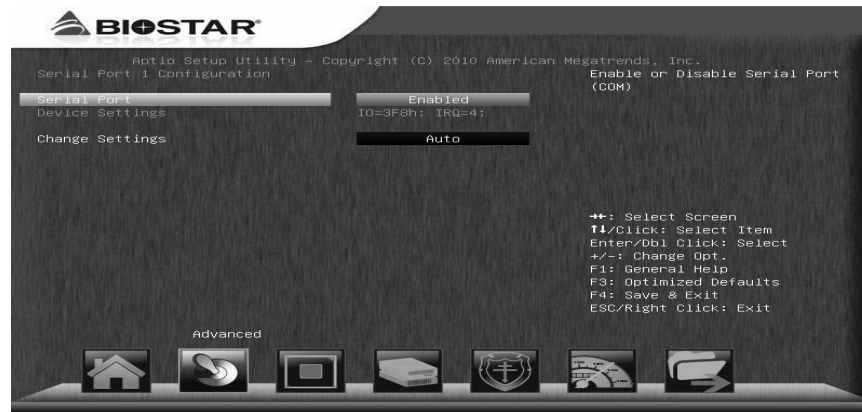 BIOSTAR®
Aptio Setup Utility - Copyright (C) 2010 American Megatrends, Inc.
Serial Port 1 Configuration
Serial Port Enabled
Device Settings IO=3F8h; IRQ=4;
Change Settings Auto
Enable or Disable Serial Port
(COM)
→←: Select Screen
↑↓/Click: Select Item
Enter/Dbl Click: Select
+/-: Change Opt.
F1: General Help
F3: Optimized Defaults
F4: Save & Exit
ESC/Right Click: Exit
Advanced